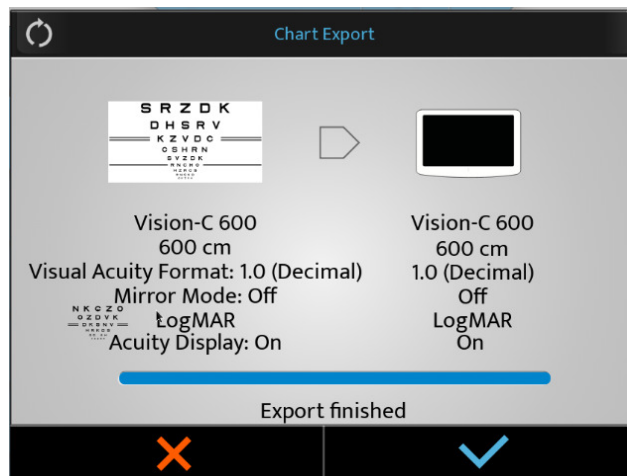 Chart Export
S R Z D K
D H S R V
K Z V D C
O S H R N
S V Z D K
R N C K O
Vision-C 600
600 cm
Visual Acuity Format: 1.0 (Decimal)
Mirror Mode: Off
LogMAR
Acuity Display: On
N K C Z O
O Z D V K
D K S N V
Vision-C 600
600 cm
1.0 (Decimal)
Off
LogMAR
On
Export finished